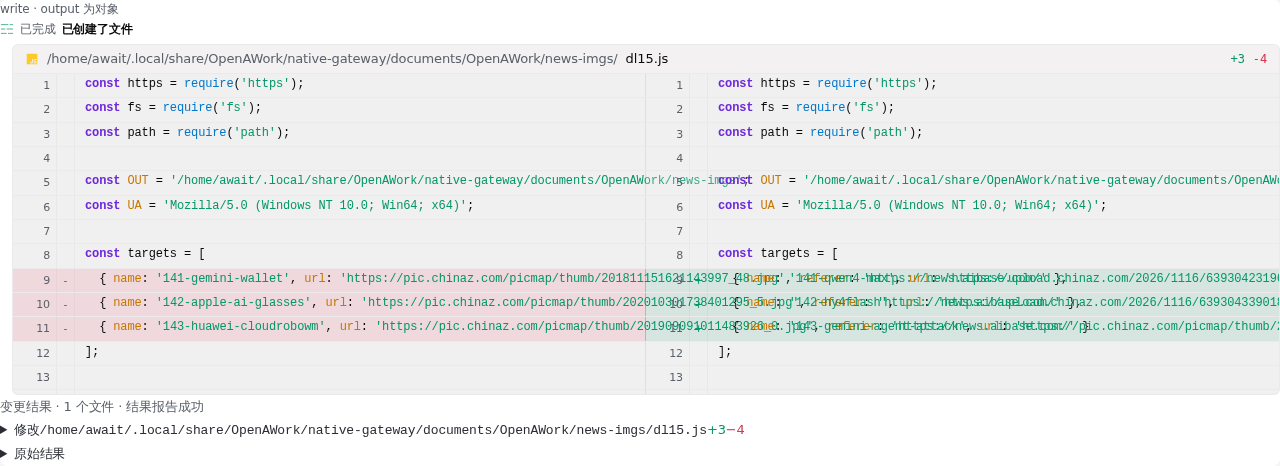 write · output 为对象
已完成 已创建了文件
/home/await/.local/share/OpenAWork/native-gateway/documents/OpenAWork/news-imgs/ dl15.js +3 -4
1 const https = require('https'); 1 const https = require('https');
2 const fs = require('fs'); 2 const fs = require('fs');
3 const path = require('path'); 3 const path = require('path');
4 4
5 const OUT = '/home/await/.local/share/OpenAWork/native-gateway/documents/OpenAWork/news-imgs'; 5 const OUT = '/home/await/.local/share/OpenAWork/native-gateway/documents/OpenAWo
6 const UA = 'Mozilla/5.0 (Windows NT 10.0; Win64; x64)'; 6 const UA = 'Mozilla/5.0 (Windows NT 10.0; Win64; x64)';
7 7
8 const targets = [ 8 const targets = [
9 - { name: '141-gemini-wallet', url: 'https://pic.chinaz.com/picmap/thumb/201811151621143997 9 + { name:
10 - { name: '142-apple-ai-glasses', url: 'https://pic.chinaz.com/picmap/thumb/ 10 + { name:
11 - { name: '143-huawei-cloudrobowm', url: 'https://pic.chinaz.com/picmap/thumb/ 11 + { name:
12 ]; 12 ];
13 13
变更结果 · 1 个文件 · 结果报告成功
▶ 修改/home/await/.local/share/OpenAWork/native-gateway/documents/OpenAWork/news-imgs/dl15.js+3−4
▶ 原始结果